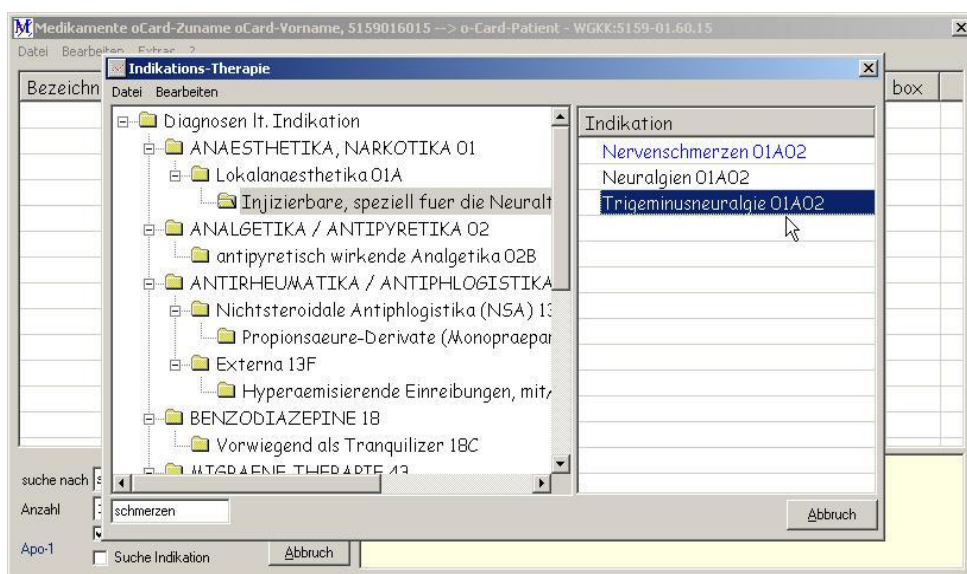 Medikamente oCard-Zuname oCard-Vorname, 5159016015 --> o-Card-Patient - WGKK:5159-01.60.15
Datei Bearbeiten Extras ?
Indikations-Therapie
Bezeichn
box
Datei Bearbeiten
Diagnosen lt. Indikation
ANAESTHETIKA, NARKOTIKA 01
Lokalanaesthetika 01A
Injizierbare, speziell fuer die Neuralt
ANALGETIKA / ANTIPYRETIKA 02
antipyretisch wirkende Analgetika 02B
ANTIRHEUMATIKA / ANTIPHLOGISTIKA
Nichtsteroidale Antiphlogistika (NSA) 13
Propionsaeure-Derivate (Monopraepar
Externa 13F
Hyperaemisierende Einreibungen, mit/
BENZODIAZEPINE 18
Vorwiegend als Tranquilizer 18C
MIGRAENE THERAPIE 43
Indikation
Nervenschmerzen 01A02
Neuralgien 01A02
Trigeminusneuralgie 01A02
suche nach s
Anzahl
schmerzen
Abbruch
Apo-1
Suche Indikation
Abbruch